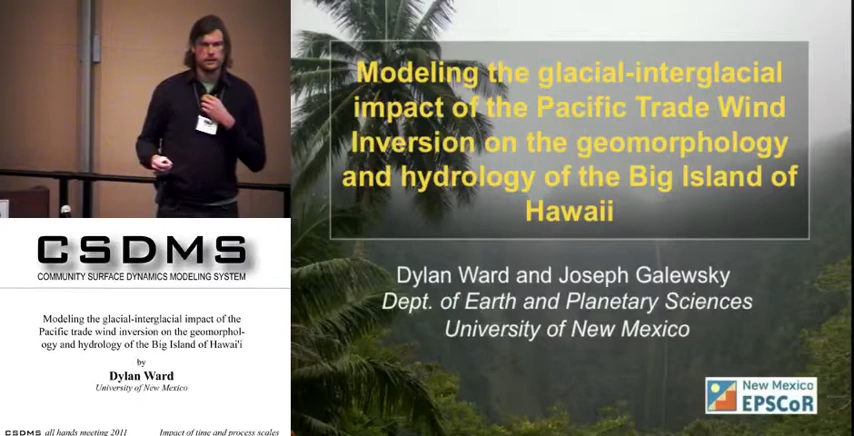 Modeling the glacial-interglacial
impact of the Pacific Trade Wind
Inversion on the geomorphology
and hydrology of the Big Island of
Hawaii
Dylan Ward and Joseph Galewsky
Dept. of Earth and Planetary Sciences
University of New Mexico
New Mexico
EPSCoR
CSDMS
COMMUNITY SURFACE DYNAMICS MODELING SYSTEM
Modeling the glacial-interglacial impact of the
Pacific trade wind inversion on the geomorphol-
ogy and hydrology of the Big Island of Hawai'i
by
Dylan Ward
University of New Mexico
CSDMS all hands meeting 2011 Impact of time and process scales